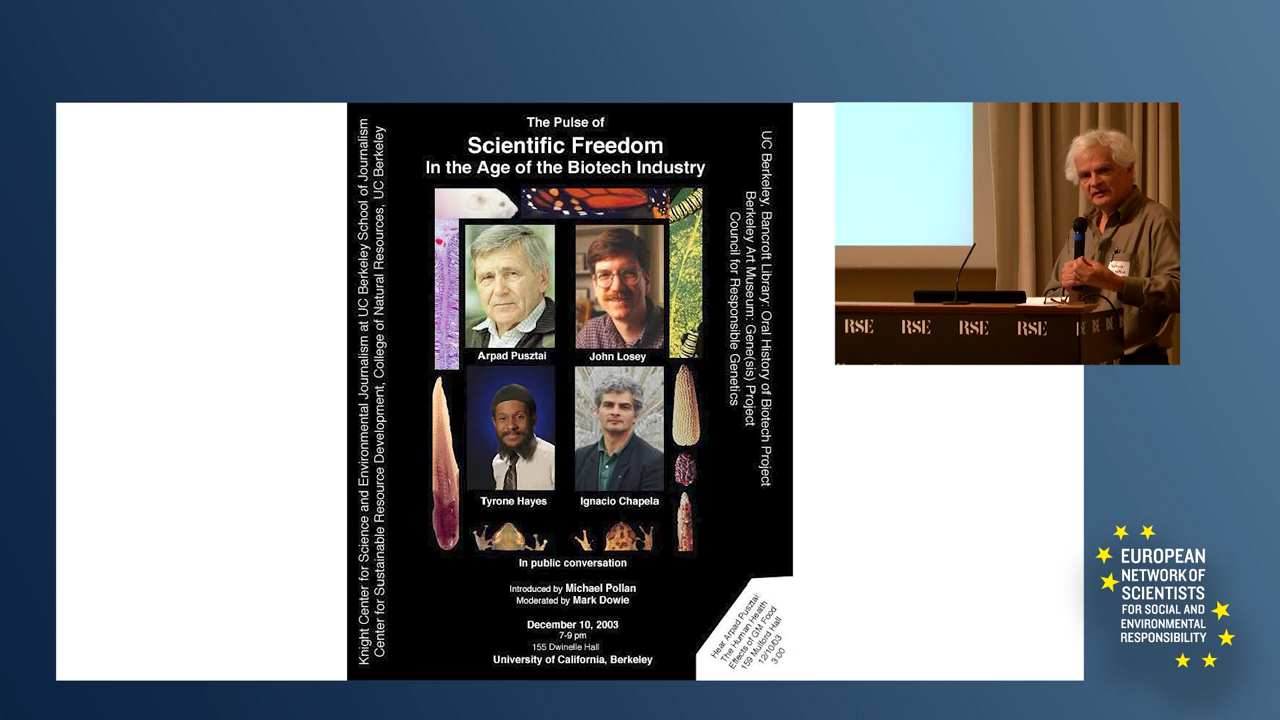 The Pulse of
Scientific Freedom
In the Age of the Biotech Industry
Knight Center for Science and Environmental Journalism at UC Berkeley School of Journalism
Center for Sustainable Resource Development, College of Natural Resources, UC Berkeley
UC Berkeley, Bancroft Library: Oral History of Biotech Project
Berkeley Art Museum: Gene(sis) Project
Council for Responsible Genetics
Arpad Pusztai
John Losey
Tyrone Hayes
Ignacio Chapela
In public conversation
Introduced by Michael Pollan
Moderated by Mark Dowie
December 10, 2003
7-9 pm
155 Dwinelle Hall
University of California, Berkeley
Hear Arpad Pusztai:
The Human Health
Effects of GM Food
159 Mulford Hall
12/10/03
3:00
RSE RSE RSE RSE
EUROPEAN
NETWORK OF
SCIENTISTS
FOR SOCIAL AND
ENVIRONMENTAL
RESPONSIBILITY